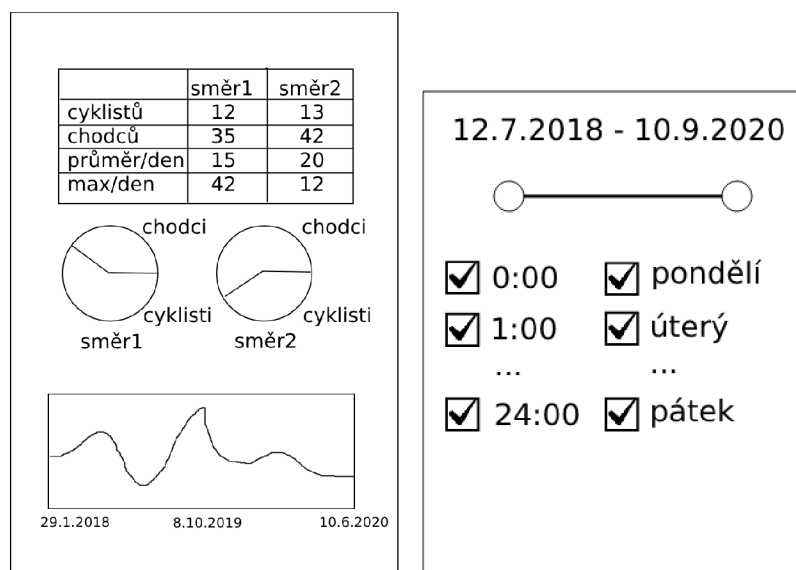 směr1 směr2
cyklistů 12 13
chodců 35 42
průměr/den 15 20
max/den 42 12
chodci chodci
cyklisti cyklisti
směr1 směr2
29.1.2018 8.10.2019 10.6.2020
12.7.2018 - 10.9.2020
0:00 pondělí
1:00 úterý
... ...
24:00 pátek